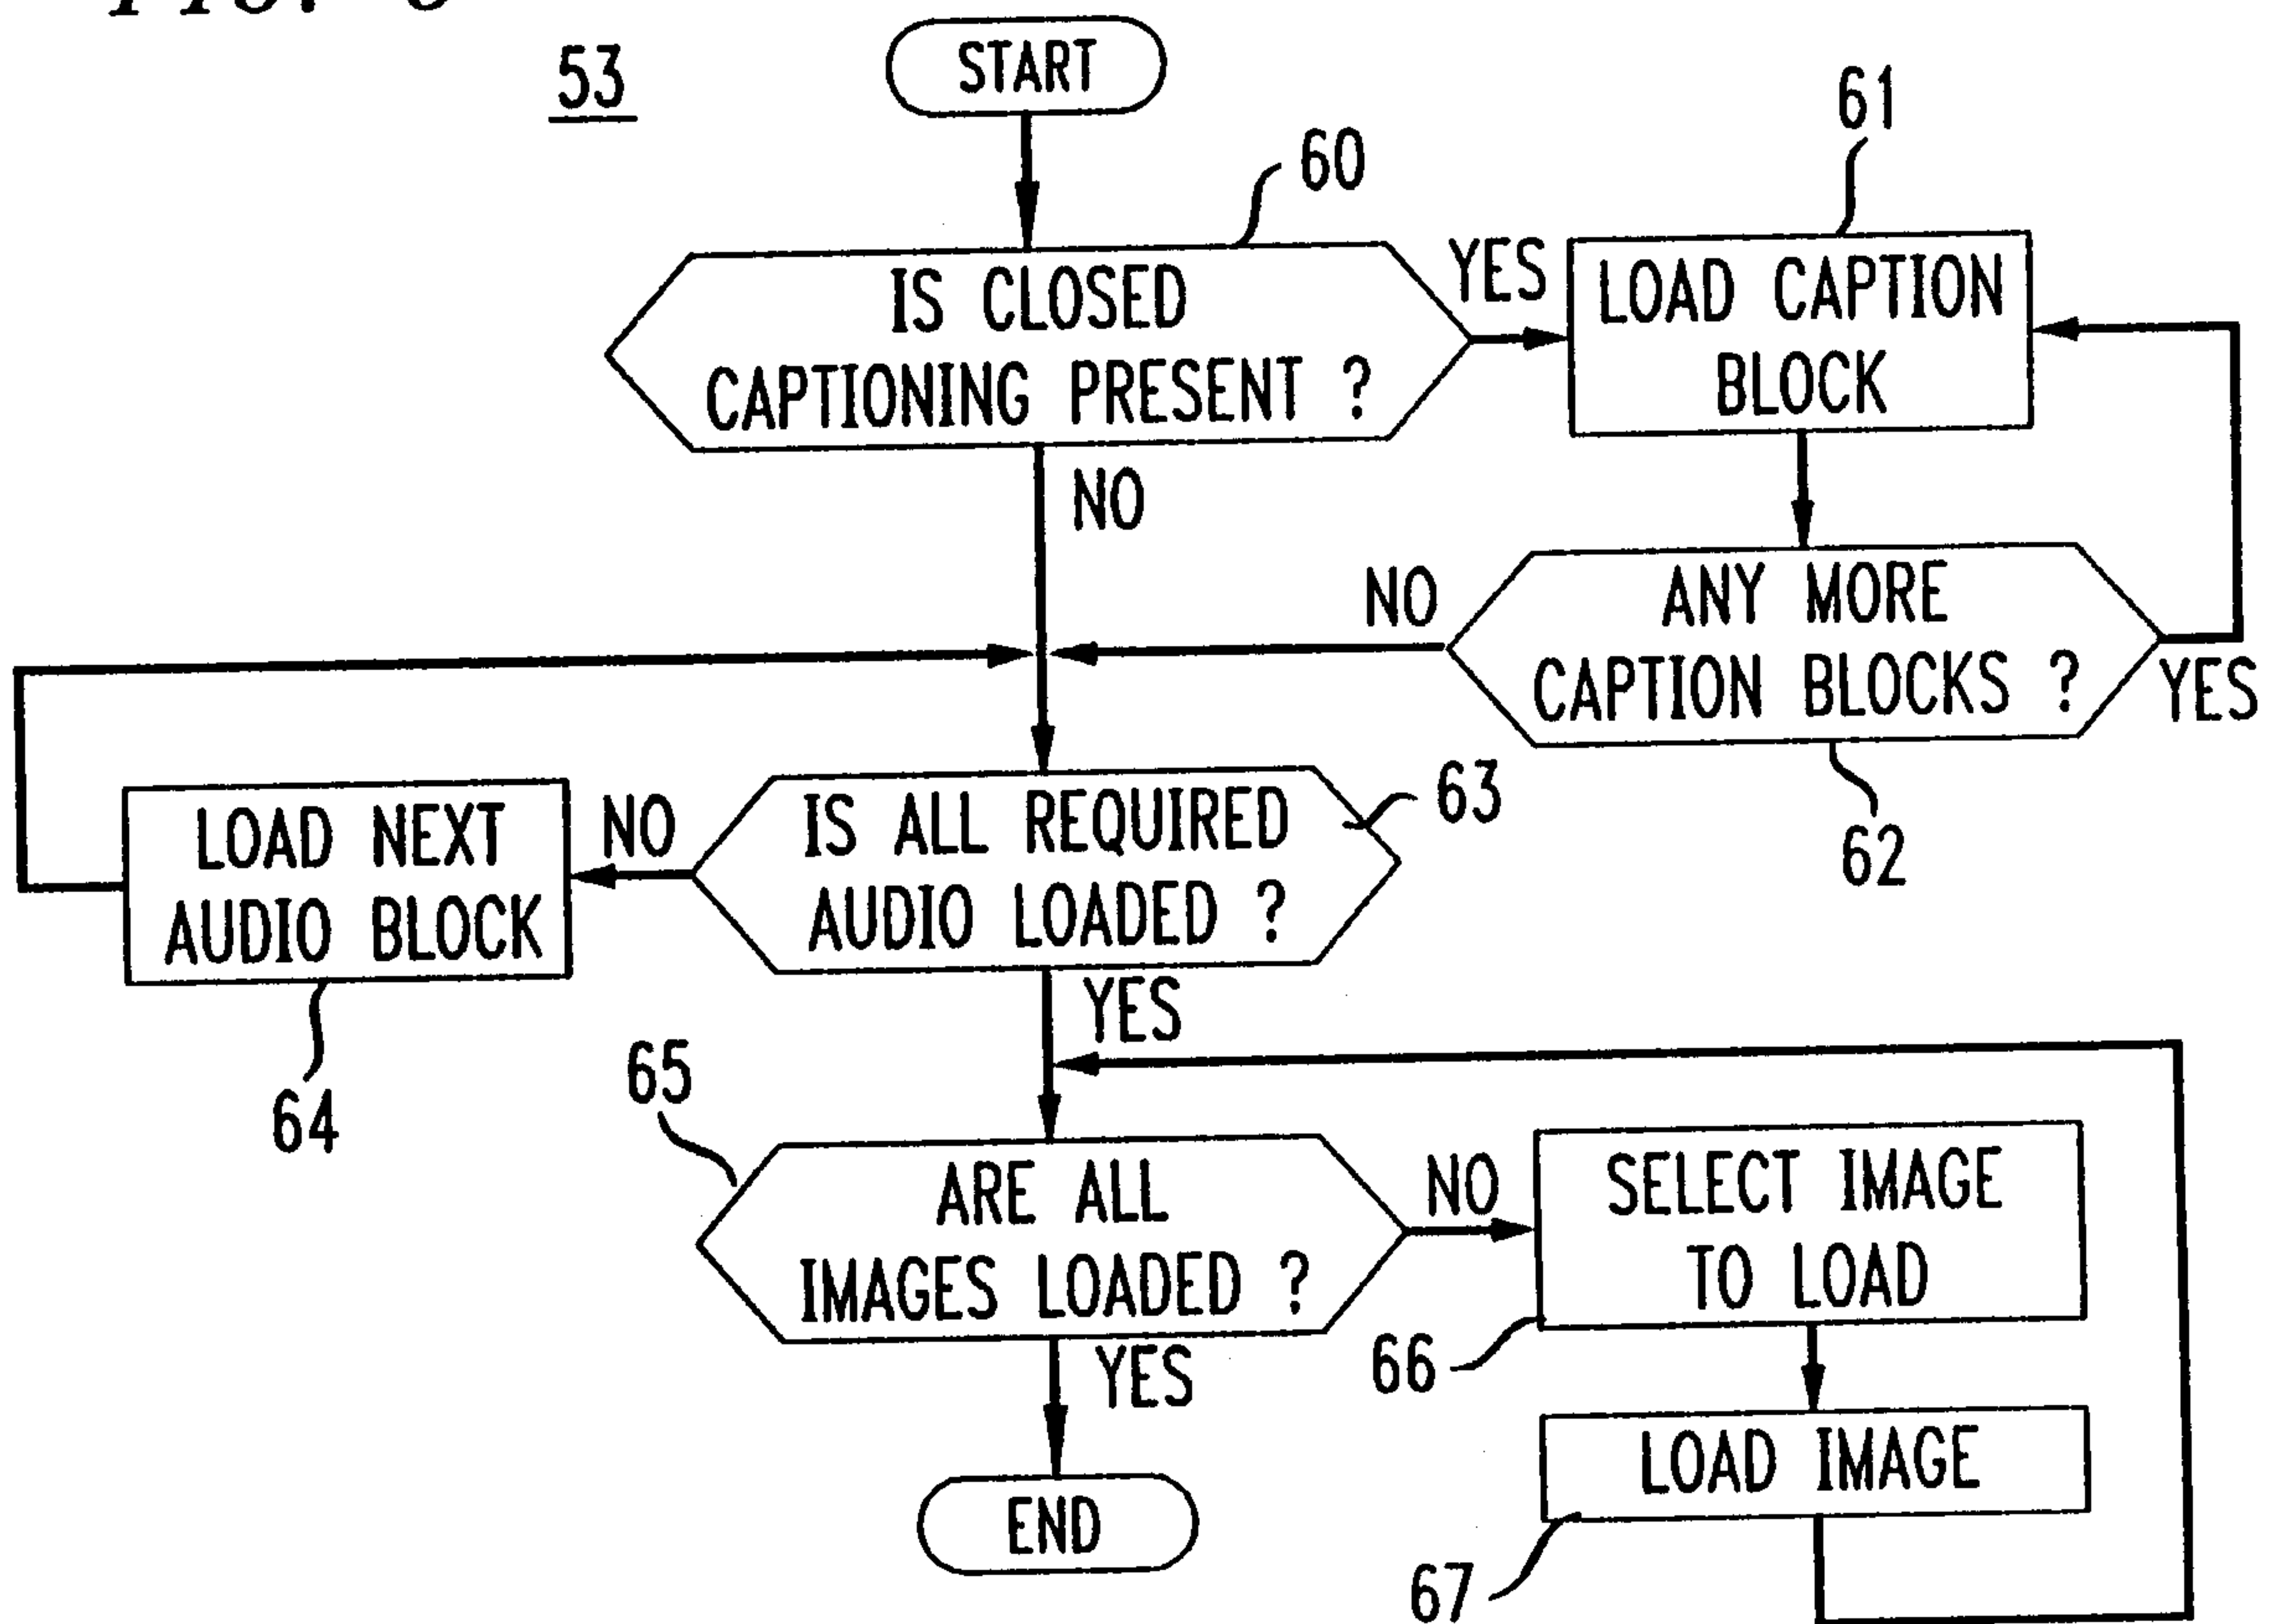 53
START
60
61
IS CLOSED
CAPTIONING PRESENT ?
YES
LOAD CAPTION
BLOCK
NO
NO
ANY MORE
CAPTION BLOCKS ?
YES
62
LOAD NEXT
AUDIO BLOCK
NO
IS ALL REQUIRED
AUDIO LOADED ?
63
64
YES
65
ARE ALL
IMAGES LOADED ?
NO
SELECT IMAGE
TO LOAD
66
YES
LOAD IMAGE
67
END